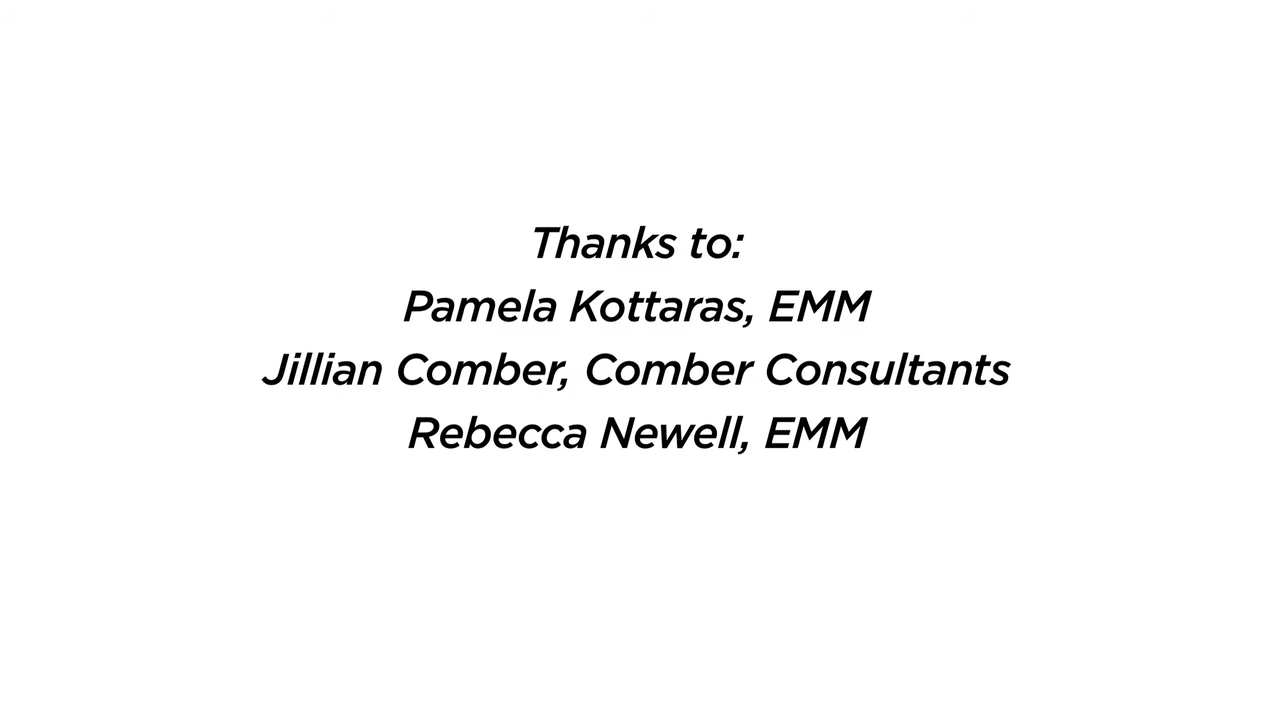 Thanks to:
Pamela Kottaras, EMM
Jillian Comber, Comber Consultants
Rebecca Newell, EMM